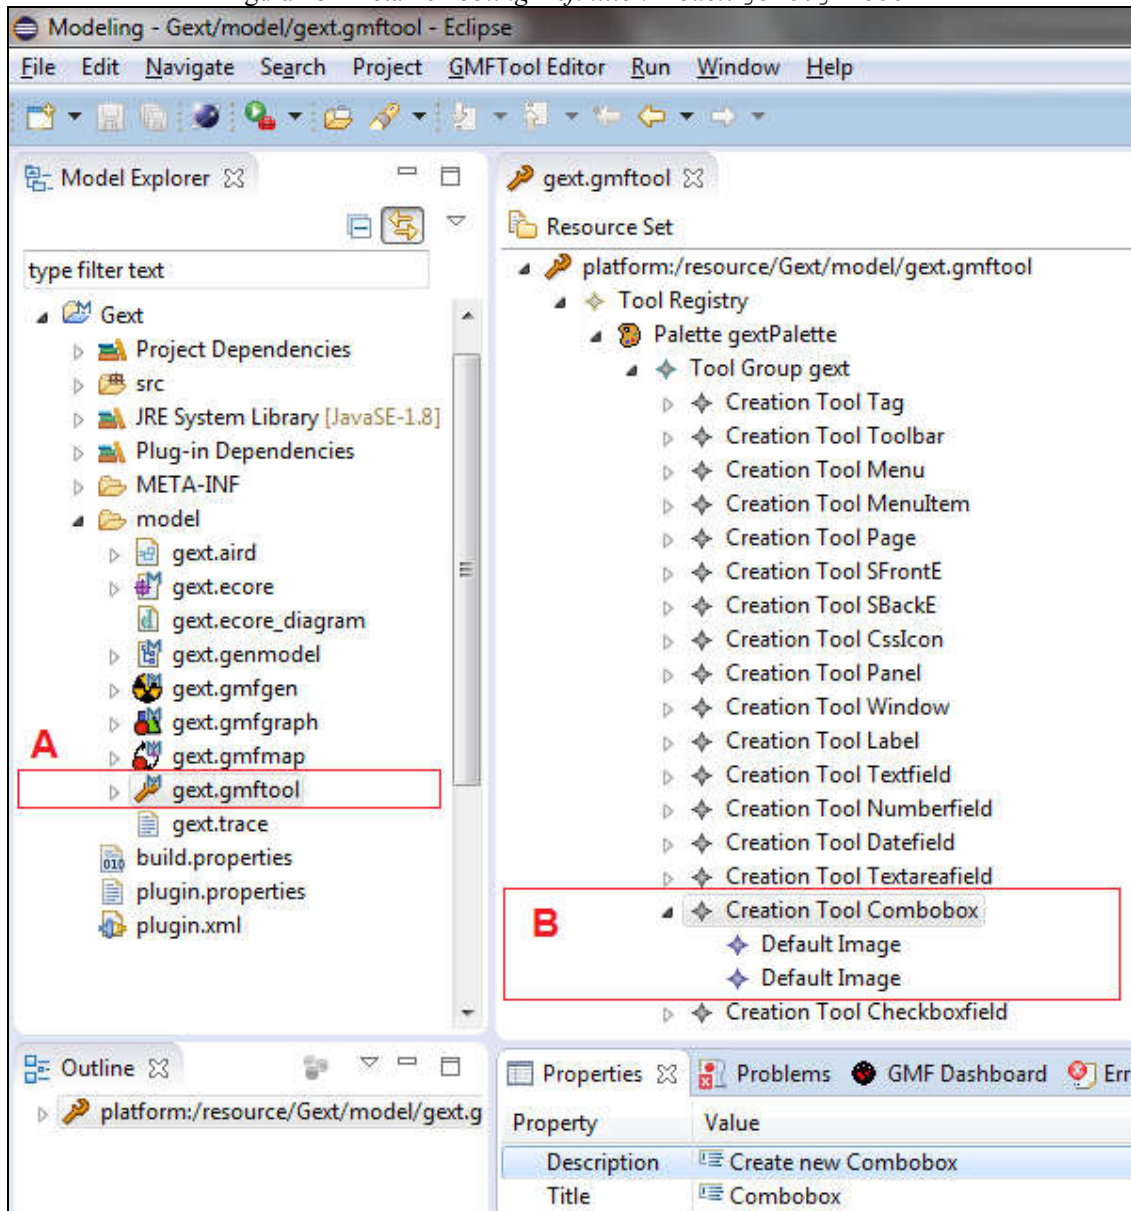 Modeling - Gext/model/gext.gmftool - Eclipse
File Edit Navigate Search Project GMFTool Editor Run Window Help
Model Explorer
type filter text
Gext
Project Dependencies
src
JRE System Library [JavaSE-1.8]
Plug-in Dependencies
META-INF
model
gext.aird
gext.ecore
gext.ecore_diagram
gext.genmodel
gext.gmfgen
gext.gmfgraph
A
gext.gmfmap
gext.gmftool
gext.trace
build.properties
plugin.properties
plugin.xml
gext.gmftool
Resource Set
platform:/resource/Gext/model/gext.gmftool
Tool Registry
Palette gextPalette
Tool Group gext
Creation Tool Tag
Creation Tool Toolbar
Creation Tool Menu
Creation Tool MenuItem
Creation Tool Page
Creation Tool SFrontE
Creation Tool SBackE
Creation Tool CssIcon
Creation Tool Panel
Creation Tool Window
Creation Tool Label
Creation Tool Textfield
Creation Tool Numberfield
Creation Tool Datefield
Creation Tool Textareafield
B
Creation Tool Combobox
Default Image
Default Image
Creation Tool Checkboxfield
Outline
platform:/resource/Gext/model/gext.g
Properties Problems GMF Dashboard Err
Property Value
Description Create new Combobox
Title Combobox